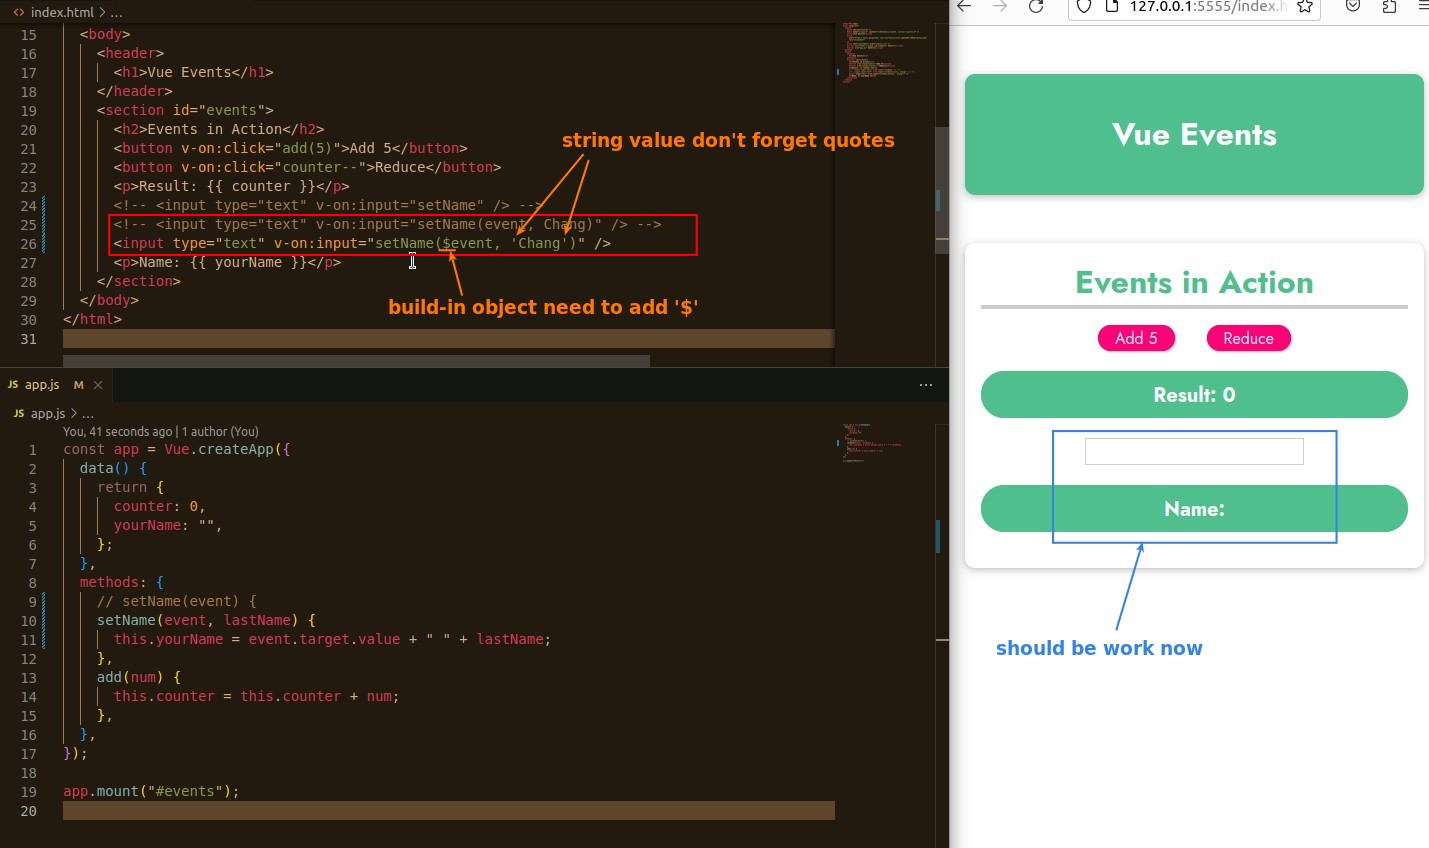 index.html > ...
15 <body>
16 <header>
17 <h1>Vue Events</h1>
18 </header>
19 <section id="events">
20 <h2>Events in Action</h2>
21 <button v-on:click="add(5)">Add 5</button>
22 <button v-on:click="counter--">Reduce</button>
23 <p>Result: {{ counter }}</p>
24 <!-- <input type="text" v-on:input="setName" /> -->
25 <!-- <input type="text" v-on:input="setName(event, Chang)" /> -->
26 <input type="text" v-on:input="setName($event, 'Chang')" />
27 <p>Name: {{ yourName }}</p>
28 </section>
29 </body>
30 </html>
31
string value don't forget quotes
build-in object need to add '$'
JS app.js M
JS app.js > ...
You, 41 seconds ago | 1 author (You)
1 const app = Vue.createApp({
2 data() {
3 return {
4 counter: 0,
5 yourName: "",
6 };
7 },
8 methods: {
9 // setName(event) {
10 setName(event, lastName) {
11 this.yourName = event.target.value + " " + lastName;
12 },
13 add(num) {
14 this.counter = this.counter + num;
15 },
16 },
17 });
18
19 app.mount("#events");
20
127.0.0.1:5555/index.h
Vue Events
Events in Action
Add 5 Reduce
Result: 0
Name:
should be work now